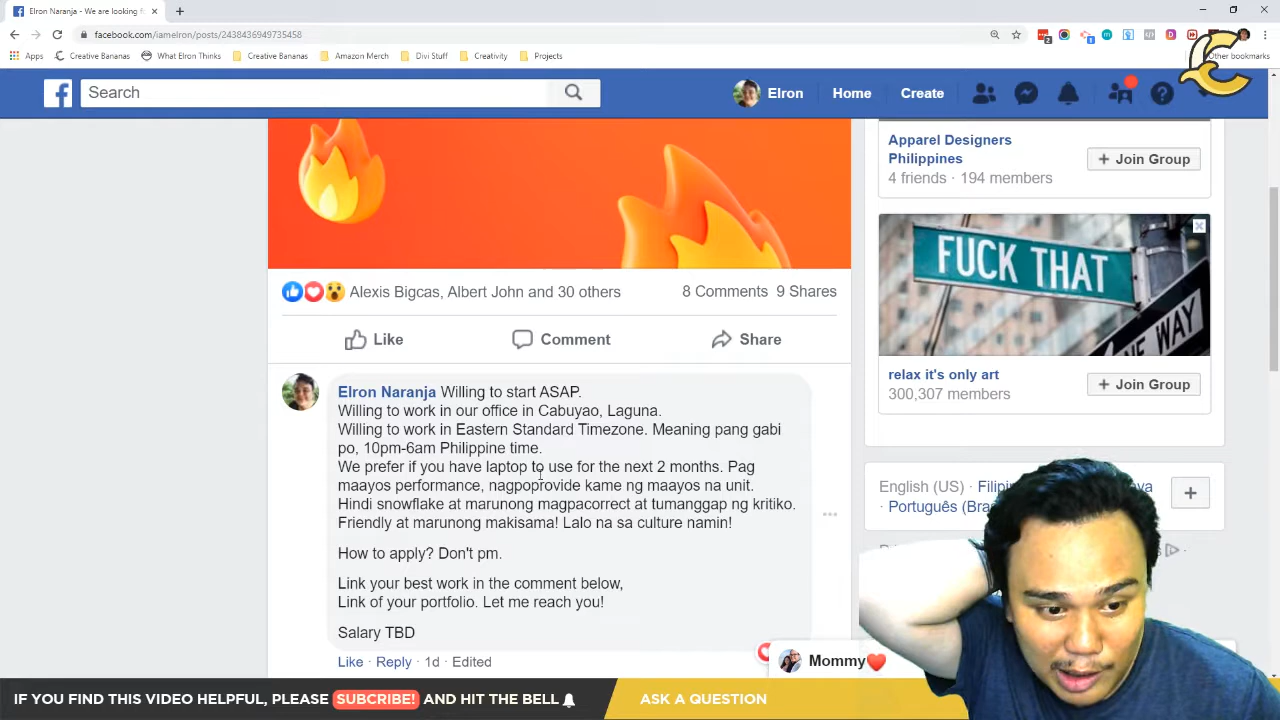 Elron Naranja - We are looking f
facebook.com/iamelron/posts/2438436949735458
Apps
Creative Bananas
What Elron Thinks
Creative Bananas
Amazon Merch
Divi Stuff
Creativity
Projects
Other bookmarks
Search
Elron
Home
Create
Apparel Designers
Philippines
4 friends · 194 members
+ Join Group
FUCK THAT
ONE WAY
relax it's only art
300,307 members
+ Join Group
Alexis Bigcas, Albert John and 30 others
8 Comments 9 Shares
Like
Comment
Share
Elron Naranja Willing to start ASAP.
Willing to work in our office in Cabuyao, Laguna.
Willing to work in Eastern Standard Timezone. Meaning pang gabi
po, 10pm-6am Philippine time.
We prefer if you have laptop to use for the next 2 months. Pag
maayos performance, nagpoprovide kame ng maayos na unit.
Hindi snowflake at marunong magpacorrect at tumanggap ng kritiko.
Friendly at marunong makisama! Lalo na sa culture namin!
How to apply? Don't pm.
Link your best work in the comment below,
Link of your portfolio. Let me reach you!
Salary TBD
Like · Reply · 1d · Edited
English (US) ·
· Português (Bra
Mommy❤️
IF YOU FIND THIS VIDEO HELPFUL, PLEASE SUBCRIBE! AND HIT THE BELL
ASK A QUESTION